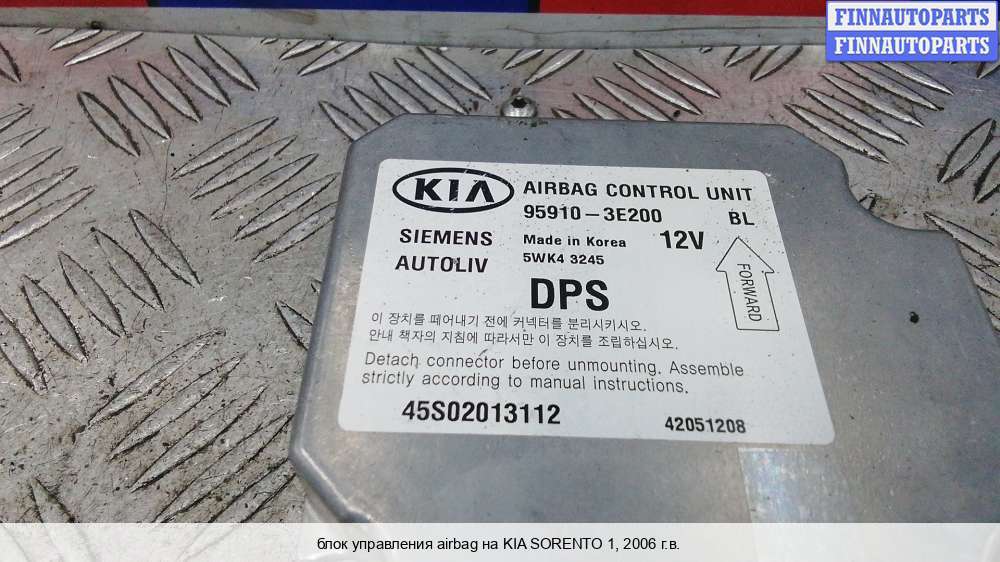 FINNAUTOPARTS
FINNAUTOPARTS
KIA
AIRBAG CONTROL UNIT
95910-3E200 BL
SIEMENS
AUTOLIV
Made in Korea 12V
5WK4 3245
FORWARD
DPS
이 장치를 떼어내기 전에 커넥터를 분리시키시오.
안내 책자의 지침에 따라서만 이 장치를 조립하십시오.
Detach connector before unmounting. Assemble
strictly according to manual instructions.
45S02013112 42051208
блок управления airbag на KIA SORENTO 1, 2006 г.в.